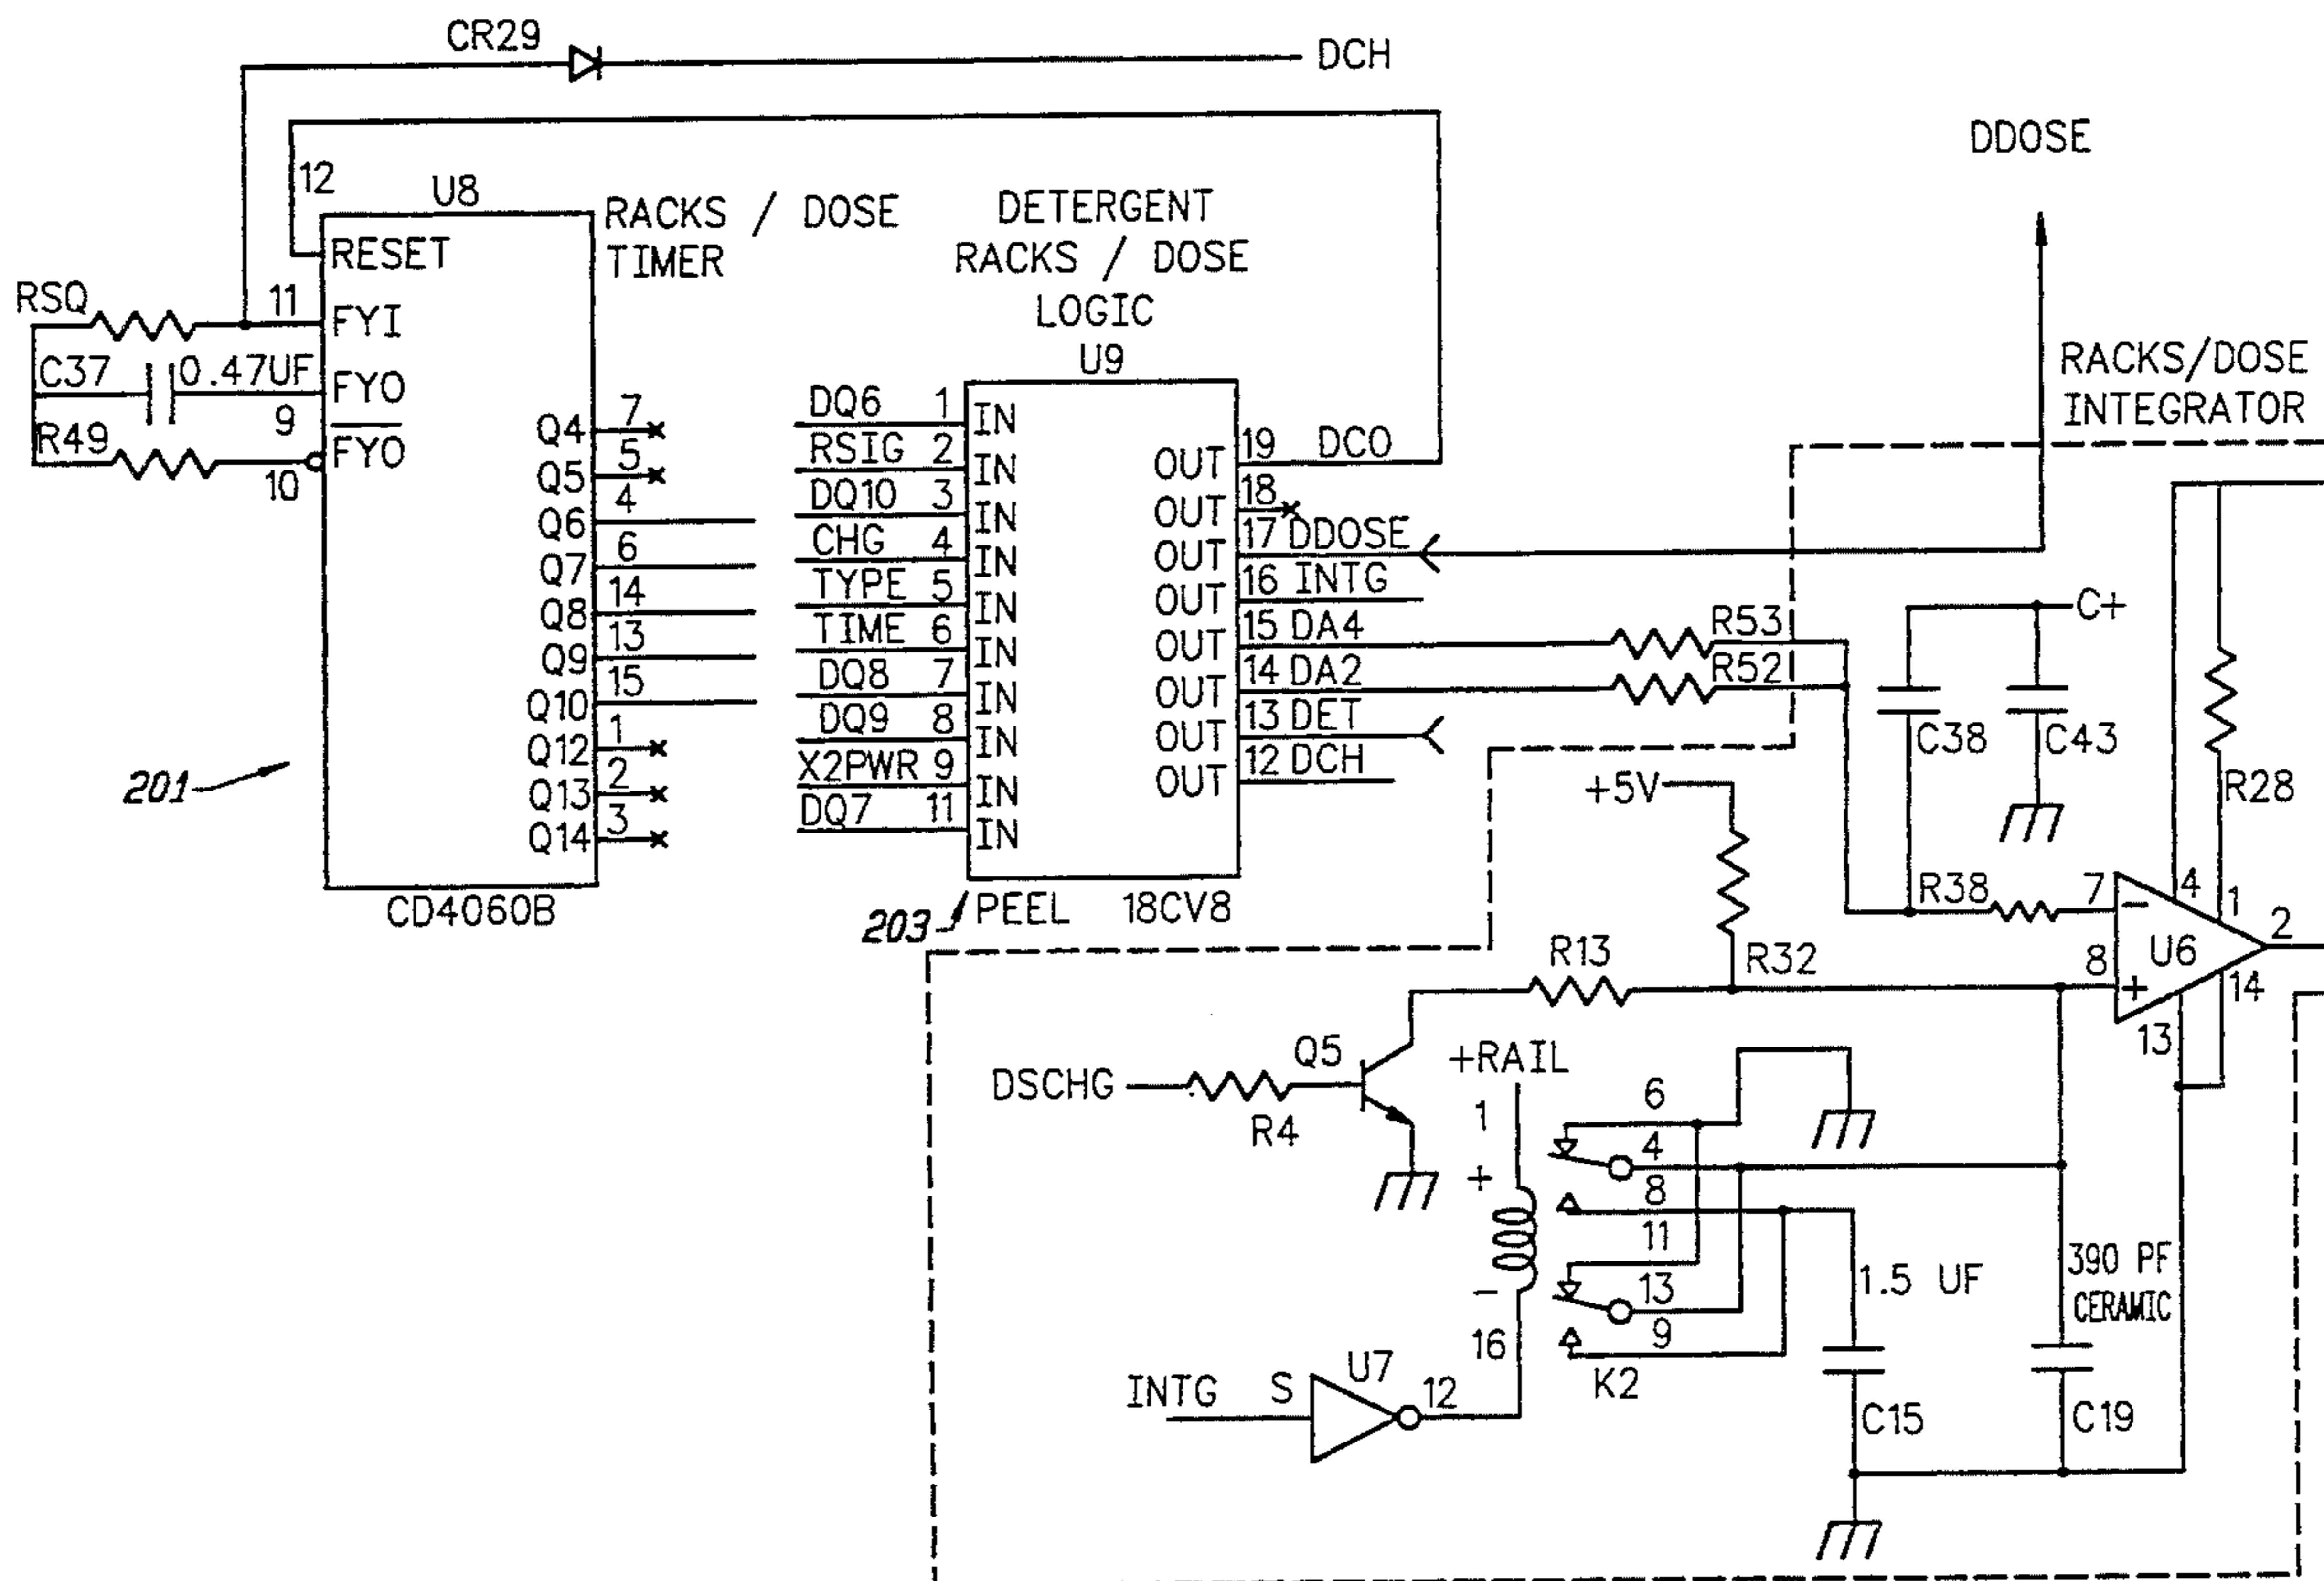 CR29
DCH
12
U8
RACKS / DOSE
TIMER
RESET
RSQ
11
FYI
C37
0.47UF
FYO
9
R49
FYO
10
Q4
7
Q5
5
Q6
4
Q7
6
Q8
14
Q9
13
Q10
15
Q12
1
Q13
2
Q14
3
201
CD4060B
DETERGENT
RACKS / DOSE
LOGIC
U9
DQ6 1 IN
RSIG 2 IN
DQ10 3 IN
CHG 4 IN
TYPE 5 IN
TIME 6 IN
DQ8 7 IN
DQ9 8 IN
X2PWR 9 IN
DQ7 11 IN
OUT 19 DCO
OUT 18
OUT 17 DDOSE
OUT 16 INTG
OUT 15 DA4
OUT 14 DA2
OUT 13 DET
OUT 12 DCH
203
PEEL 18CV8
DDOSE
RACKS/DOSE
INTEGRATOR
R53
R52
C+
C38
C43
R28
+5V
R38
7
4
1
2
R13
R32
8
U6
14
13
-
+
DSCHG
R4
Q5
+RAIL
1
+
-
16
6
4
8
11
13
9
K2
1.5 UF
390 PF
CERAMIC
INTG
S
U7
12
C15
C19